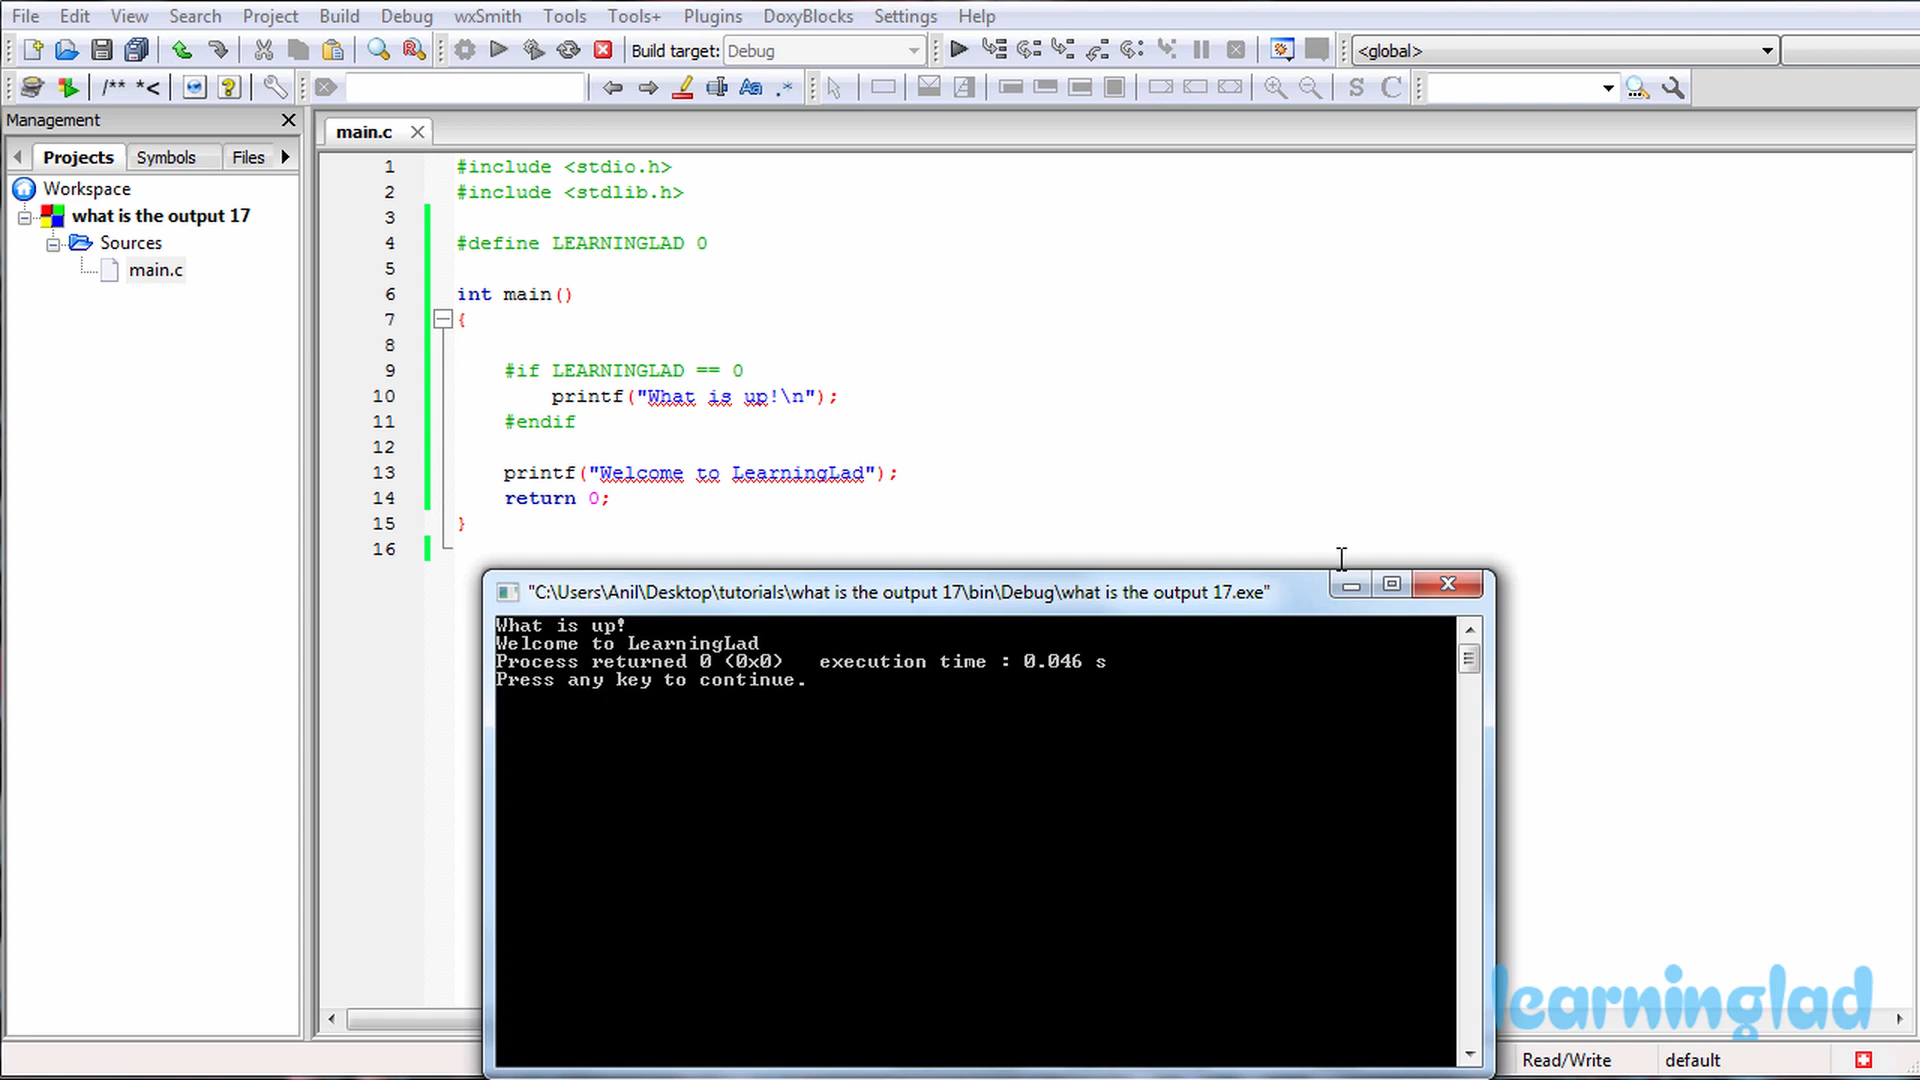 File Edit View Search Project Build Debug wxSmith Tools Tools+ Plugins DoxyBlocks Settings Help
Build target: Debug <global>
/** *< Aa .* S C
Management
Projects Symbols Files
Workspace
what is the output 17
Sources
main.c
main.c
1 #include <stdio.h>
2 #include <stdlib.h>
3
4 #define LEARNINGLAD 0
5
6 int main()
7 {
8
9 #if LEARNINGLAD == 0
10 printf("What is up!\n");
11 #endif
12
13 printf("Welcome to LearningLad");
14 return 0;
15 }
16
"C:\Users\Anil\Desktop\tutorials\what is the output 17\bin\Debug\what is the output 17.exe"
What is up!
Welcome to LearningLad
Process returned 0 (0x0) execution time : 0.046 s
Press any key to continue.
learninglad
Read/Write default